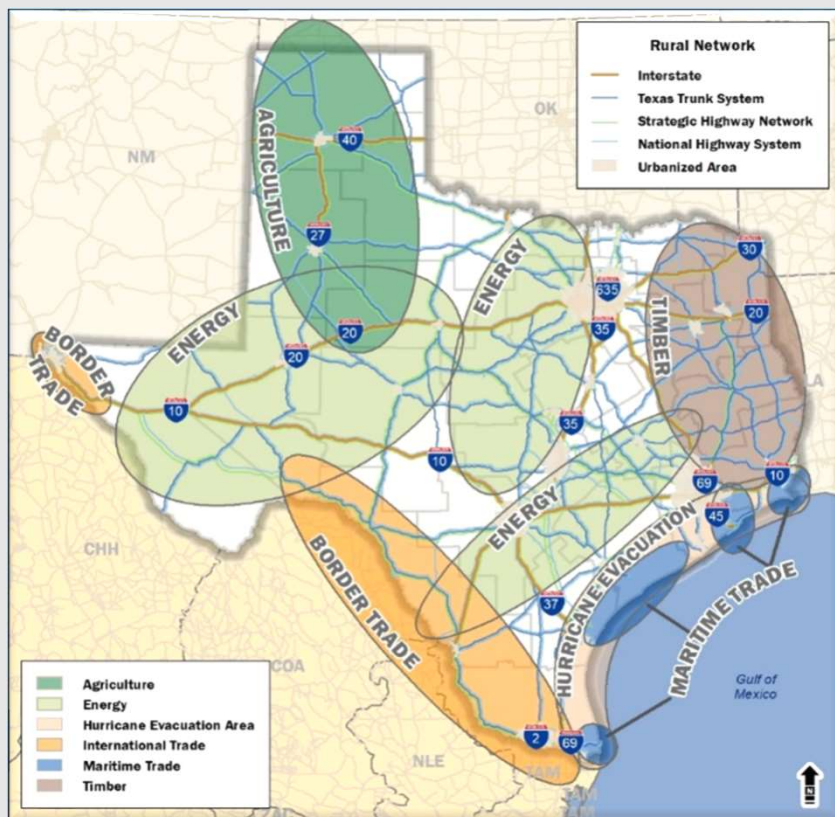 Rural Network
Interstate
Texas Trunk System
Strategic Highway Network
National Highway System
Urbanized Area
OK
NM
40
AGRICULTURE
27
30
ENERGY
635
ENERGY
20
TIMBER
20
35
20
BORDER
TRADE
LA
10
35
10
69
10
45
ENERGY
CHH
BORDER TRADE
HURRICANE EVACUATION
MARITIME TRADE
37
COA
Gulf of
Mexico
2
69
NLE
TAM
TAM
Agriculture
Energy
Hurricane Evacuation Area
International Trade
Maritime Trade
Timber
N